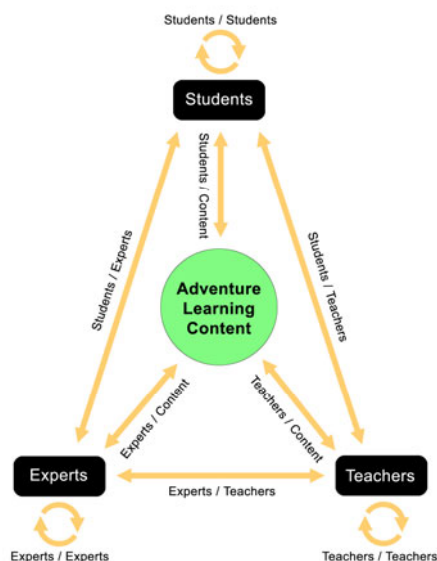 Students / Students
Students
Students / Content
Students / Experts
Students / Teachers
Adventure
Learning
Content
Experts / Content
Teachers / Content
Experts
Teachers
Experts / Teachers
Experts / Experts
Teachers / Teachers